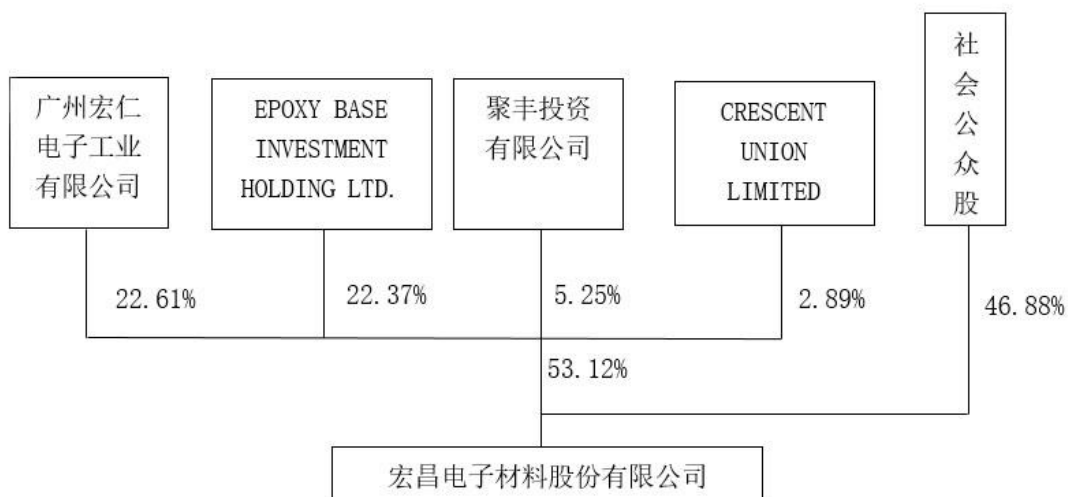 广州宏仁
电子工业
有限公司
EPOXY BASE
INVESTMENT
HOLDING LTD.
聚丰投资
有限公司
CRESCENT
UNION
LIMITED
社
会
公
众
股
22.61%
22.37%
5.25%
2.89%
46.88%
53.12%
宏昌电子材料股份有限公司